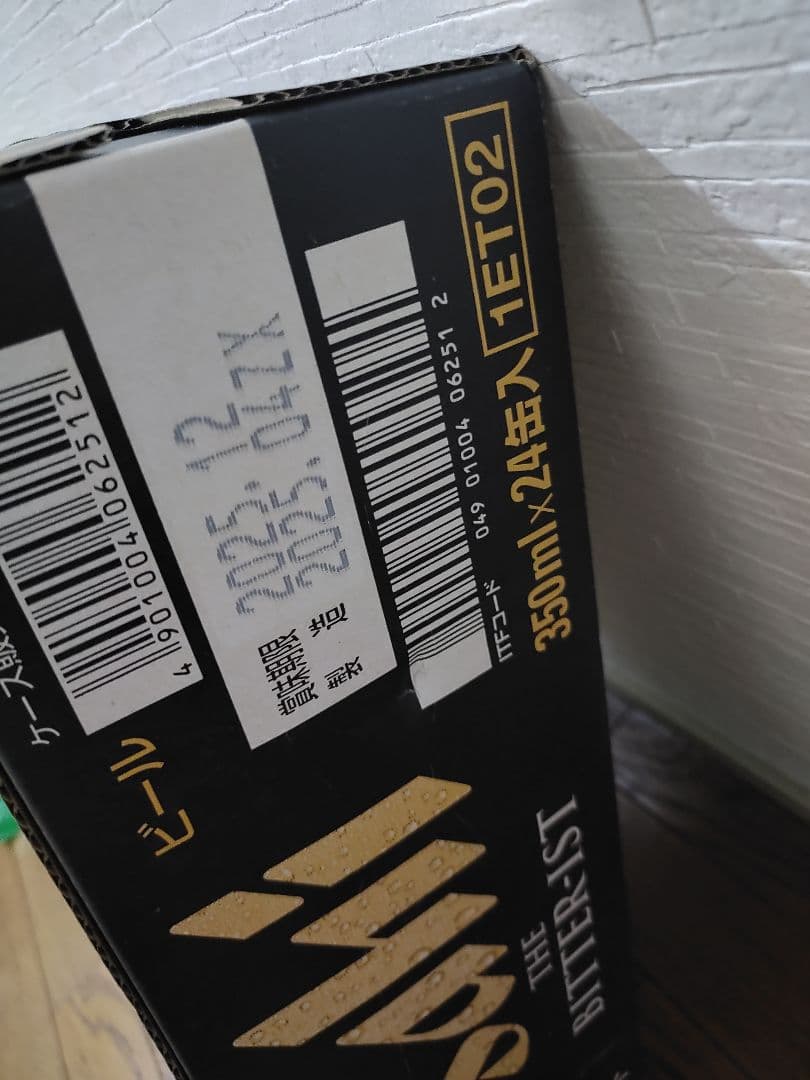 ケース販
4 901004 062512
賞味期限 2025. 12
製造 2025. 04ZX
049 01004 06251 2
ITFコード
350ml×24缶入 1ET02
ビール
THE
BITTER-IST